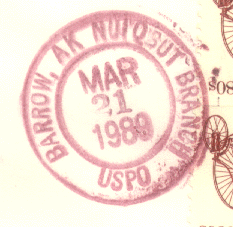 BARROW, AK NUIQSUT BRANCH
MAR
21
1989
USPO